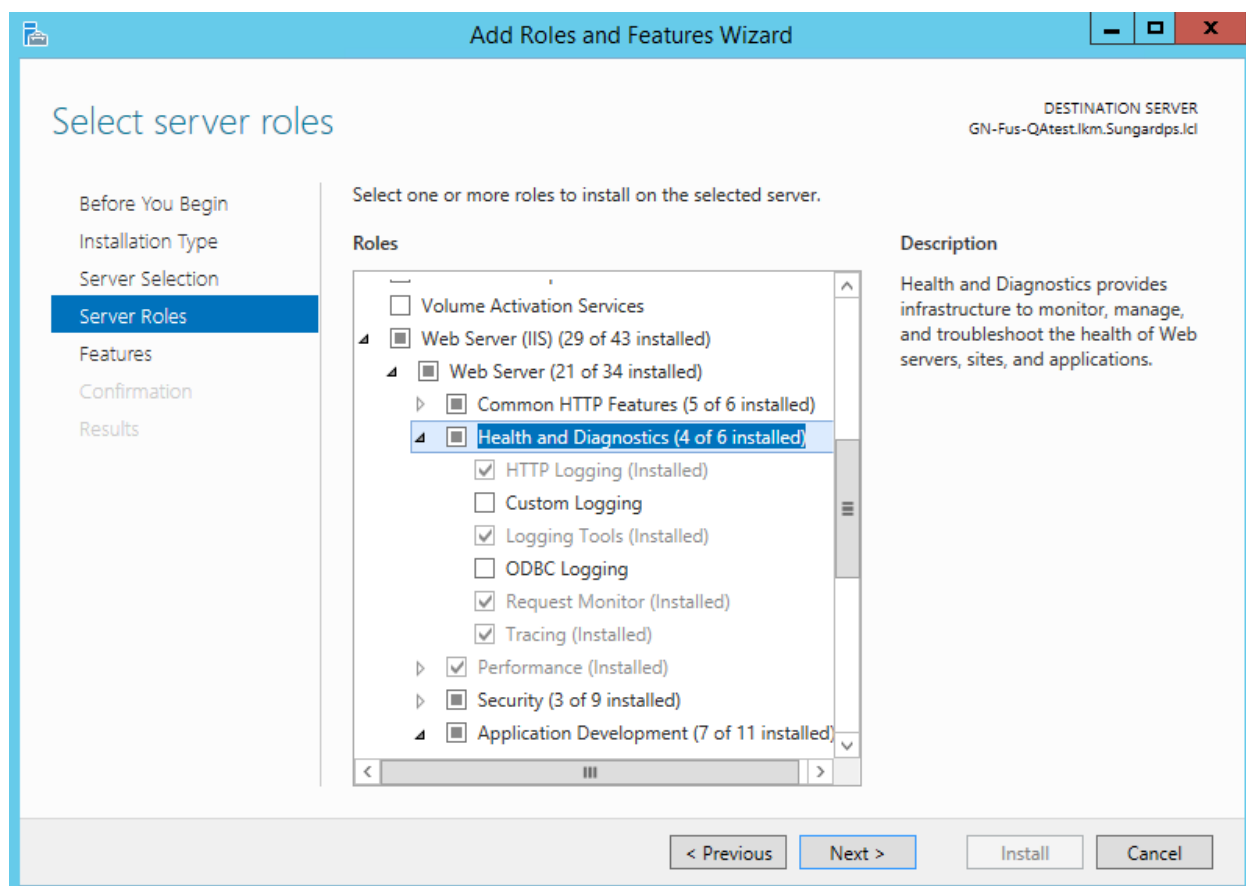 Add Roles and Features Wizard
Select server roles
DESTINATION SERVER
GN-Fus-QAtest.lkm.Sungardps.lcl
Before You Begin
Installation Type
Server Selection
Server Roles
Features
Confirmation
Results
Select one or more roles to install on the selected server.
Roles
Volume Activation Services
Web Server (IIS) (29 of 43 installed)
Web Server (21 of 34 installed)
Common HTTP Features (5 of 6 installed)
Health and Diagnostics (4 of 6 installed)
HTTP Logging (Installed)
Custom Logging
Logging Tools (Installed)
ODBC Logging
Request Monitor (Installed)
Tracing (Installed)
Performance (Installed)
Security (3 of 9 installed)
Application Development (7 of 11 installed)
Description
Health and Diagnostics provides
infrastructure to monitor, manage,
and troubleshoot the health of Web
servers, sites, and applications.
< Previous
Next >
Install
Cancel